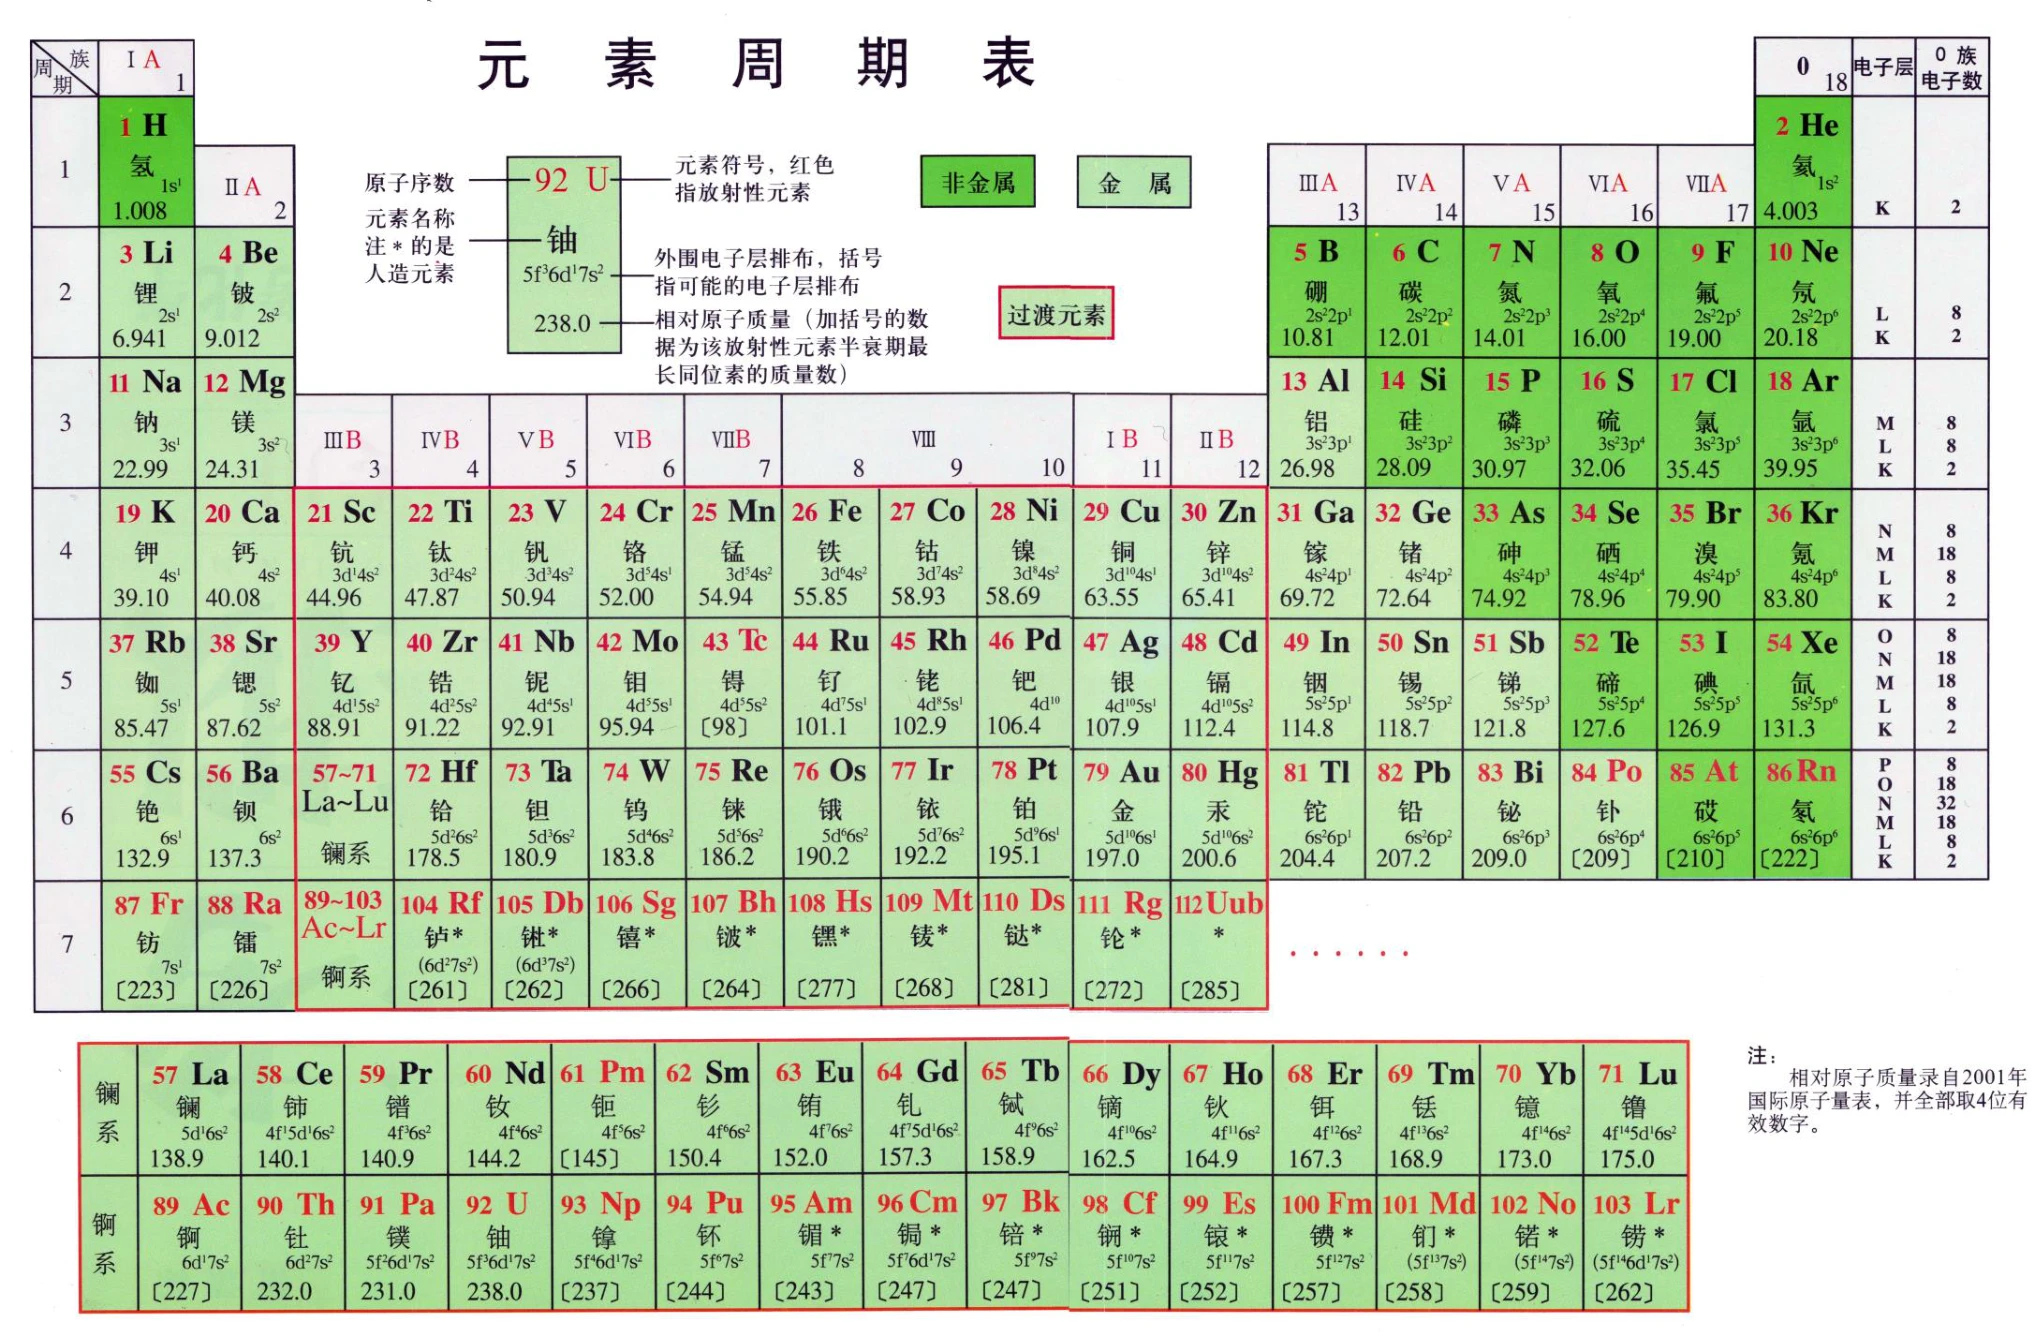 元 素 周 期 表
族
周期
Ⅰ A
1
0
18
电子层
0 族
电子数
1
1 H
氢
1s¹
1.008
Ⅱ A
2
原子序数
元素名称
注 * 的是
人造元素
92 U
铀
5f³6d¹7s²
238.0
元素符号，红色
指放射性元素
外围电子层排布，括号
指可能的电子层排布
相对原子质量（加括号的数
据为该放射性元素半衰期最
长同位素的质量数）
非金属
金 属
过渡元素
Ⅲ A 13 Ⅳ A 14 Ⅴ A 15 Ⅵ A 16 Ⅶ A 17
2 He
氦
1s²
4.003
K 2
2
3 Li 4 Be 5 B 6 C 7 N 8 O 9 F 10 Ne
锂 铍 硼 碳 氮 氧 氟 氖
2s¹ 2s² 2s²2p¹ 2s²2p² 2s²2p³ 2s²2p⁴ 2s²2p⁵ 2s²2p⁶
6.941 9.012 10.81 12.01 14.01 16.00 19.00 20.18
L 8
K 2
3
11 Na 12 Mg 13 Al 14 Si 15 P 16 S 17 Cl 18 Ar
钠 镁 铝 硅 磷 硫 氯 氩
3s¹ 3s² 3s²3p¹ 3s²3p² 3s²3p³ 3s²3p⁴ 3s²3p⁵ 3s²3p⁶
22.99 24.31 26.98 28.09 30.97 32.06 35.45 39.95
M 8
L 8
K 2
Ⅲ B Ⅳ B Ⅴ B Ⅵ B Ⅶ B Ⅷ Ⅰ B Ⅱ B
3 4 5 6 7 8 9 10 11 12
4
19 K 20 Ca 21 Sc 22 Ti 23 V 24 Cr 25 Mn 26 Fe 27 Co 28 Ni 29 Cu 30 Zn 31 Ga 32 Ge 33 As 34 Se 35 Br 36 Kr
钾 钙 钪 钛 钒 铬 锰 铁 钴 镍 铜 锌 镓 锗 砷 硒 溴 氪
4s¹ 4s² 3d¹4s² 3d²4s² 3d³4s² 3d⁵4s¹ 3d⁵4s² 3d⁶4s² 3d⁷4s² 3d⁸4s² 3d¹⁰4s¹ 3d¹⁰4s² 4s²4p¹ 4s²4p² 4s²4p³ 4s²4p⁴ 4s²4p⁵ 4s²4p⁶
39.10 40.08 44.96 47.87 50.94 52.00 54.94 55.85 58.93 58.69 63.55 65.41 69.72 72.64 74.92 78.96 79.90 83.80
N 8
M 18
L 8
K 2
5
37 Rb 38 Sr 39 Y 40 Zr 41 Nb 42 Mo 43 Tc 44 Ru 45 Rh 46 Pd 47 Ag 48 Cd 49 In 50 Sn 51 Sb 52 Te 53 I 54 Xe
铷 锶 钇 锆 铌 钼 锝 钌 铑 钯 银 镉 铟 锡 锑 碲 碘 氙
5s¹ 5s² 4d¹5s² 4d²5s² 4d⁴5s¹ 4d⁵5s¹ 4d⁵5s² 4d⁷5s¹ 4d⁸5s¹ 4d¹⁰ 4d¹⁰5s¹ 4d¹⁰5s² 5s²5p¹ 5s²5p² 5s²5p³ 5s²5p⁴ 5s²5p⁵ 5s²5p⁶
85.47 87.62 88.91 91.22 92.91 95.94 〔98〕 101.1 102.9 106.4 107.9 112.4 114.8 118.7 121.8 127.6 126.9 131.3
O 8
N 18
M 18
L 8
K 2
6
55 Cs 56 Ba 57~71 72 Hf 73 Ta 74 W 75 Re 76 Os 77 Ir 78 Pt 79 Au 80 Hg 81 Tl 82 Pb 83 Bi 84 Po 85 At 86 Rn
La~Lu
铯 钡 镧系 铪 钽 钨 铼 锇 铱 铂 金 汞 铊 铅 铋 钋 砹 氡
6s¹ 6s² 5d²6s² 5d³6s² 5d⁴6s² 5d⁵6s² 5d⁶6s² 5d⁷6s² 5d⁹6s¹ 5d¹⁰6s¹ 5d¹⁰6s² 6s²6p¹ 6s²6p² 6s²6p³ 6s²6p⁴ 6s²6p⁵ 6s²6p⁶
132.9 137.3 178.5 180.9 183.8 186.2 190.2 192.2 195.1 197.0 200.6 204.4 207.2 209.0 〔209〕 〔210〕 〔222〕
P 8
O 18
N 32
M 18
L 8
K 2
7
87 Fr 88 Ra 89~103 104 Rf 105 Db 106 Sg 107 Bh 108 Hs 109 Mt 110 Ds 111 Rg 112 Uub
Ac~Lr
钫 镭 锕系 𬬻* 𬭊* 𬭳* 𬭛* 𬭶* 鿏* 𫟼* 𬬭* *
7s¹ 7s² (6d²7s²) (6d³7s²)
〔223〕 〔226〕 〔261〕 〔262〕 〔266〕 〔264〕 〔277〕 〔268〕 〔281〕 〔272〕 〔285〕
······
镧系
57 La 58 Ce 59 Pr 60 Nd 61 Pm 62 Sm 63 Eu 64 Gd 65 Tb 66 Dy 67 Ho 68 Er 69 Tm 70 Yb 71 Lu
镧 铈 镨 钕 钷 钐 铕 钆 铽 镝 钬 铒 铥 镱 镥
5d¹6s² 4f¹5d¹6s² 4f³6s² 4f⁴6s² 4f⁵6s² 4f⁶6s² 4f⁷6s² 4f⁷5d¹6s² 4f⁹6s² 4f¹⁰6s² 4f¹¹6s² 4f¹²6s² 4f¹³6s² 4f¹⁴6s² 4f¹⁴5d¹6s²
138.9 140.1 140.9 144.2 〔145〕 150.4 152.0 157.3 158.9 162.5 164.9 167.3 168.9 173.0 175.0
锕系
89 Ac 90 Th 91 Pa 92 U 93 Np 94 Pu 95 Am 96 Cm 97 Bk 98 Cf 99 Es 100 Fm 101 Md 102 No 103 Lr
锕 钍 镤 铀 镎 钚 镅* 锔* 锫* 锎* 锿* 镄* 钔* 锘* 铹*
6d¹7s² 6d²7s² 5f²6d¹7s² 5f³6d¹7s² 5f⁴6d¹7s² 5f⁶7s² 5f⁷7s² 5f⁷6d¹7s² 5f⁹7s² 5f¹⁰7s² 5f¹¹7s² 5f¹²7s² (5f¹³7s²) (5f¹⁴7s²) (5f¹⁴6d¹7s²)
〔227〕 232.0 231.0 238.0 〔237〕 〔244〕 〔243〕 〔247〕 〔247〕 〔251〕 〔252〕 〔257〕 〔258〕 〔259〕 〔262〕
注：
相对原子质量录自2001年
国际原子量表，并全部取4位有
效数字。